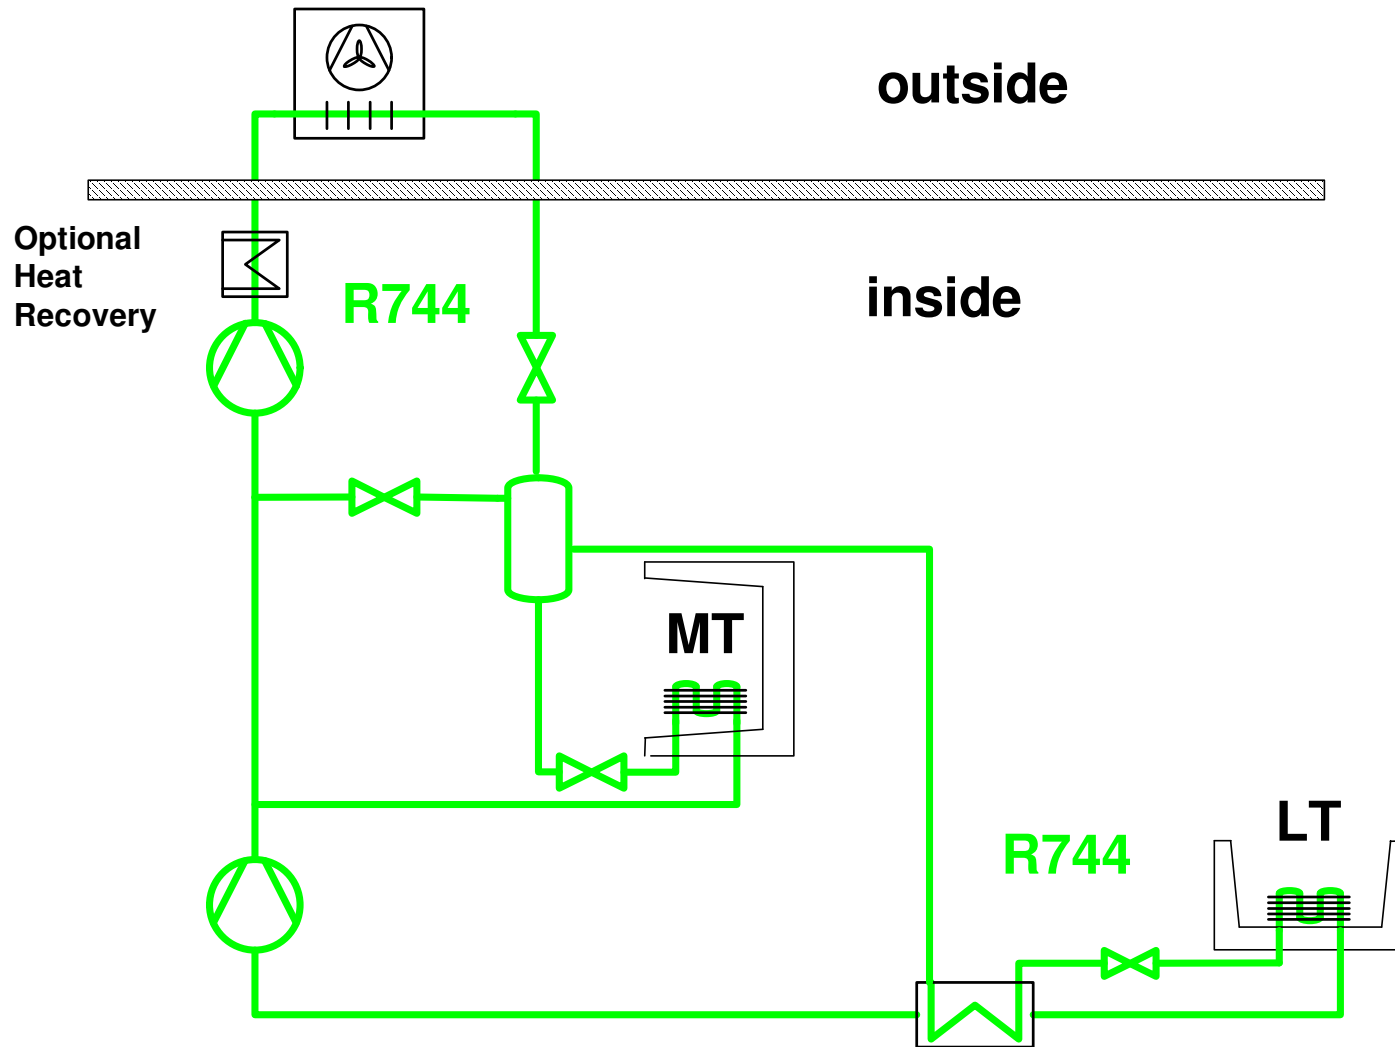 outside
Optional
Heat
Recovery
R744
inside
MT
LT
R744